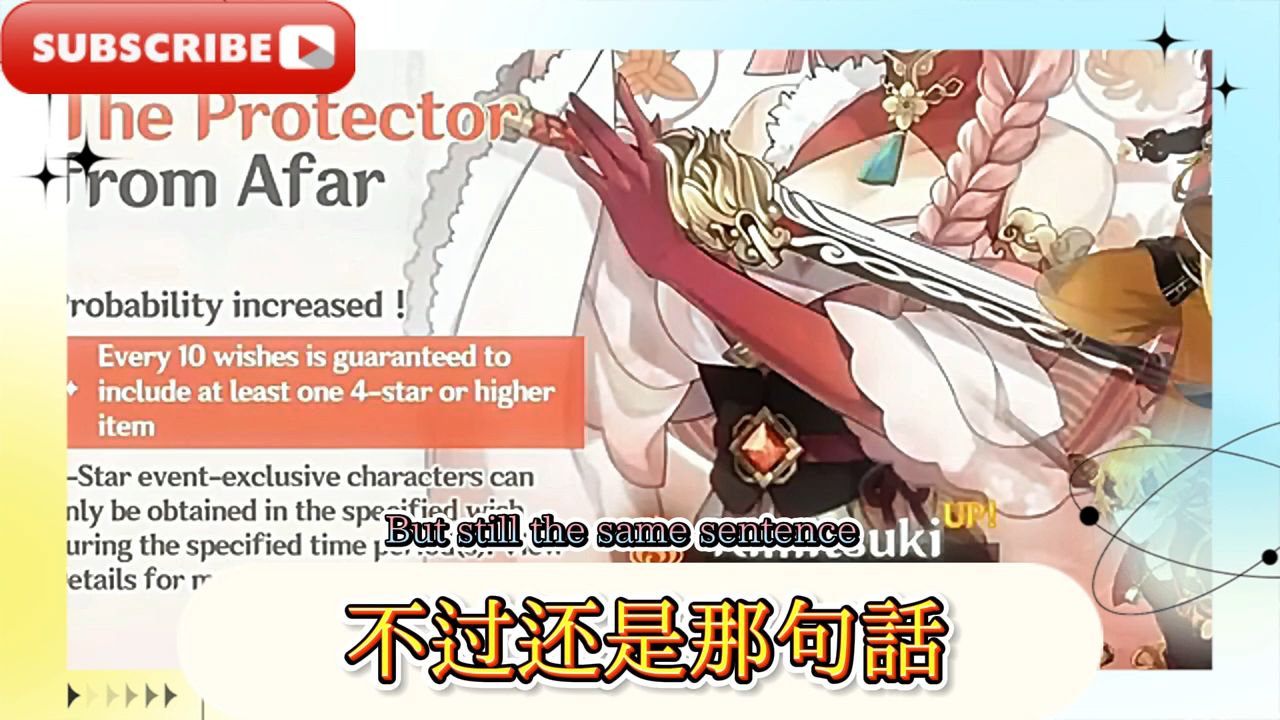 SUBSCRIBE
The Protector
from Afar
Probability increased !
Every 10 wishes is guaranteed to
include at least one 4-star or higher
item
-Star event-exclusive characters can
nly be obtained in the specified wish
uring the specified time
etails for m
UP!
But still the same sentence
不过还是那句話